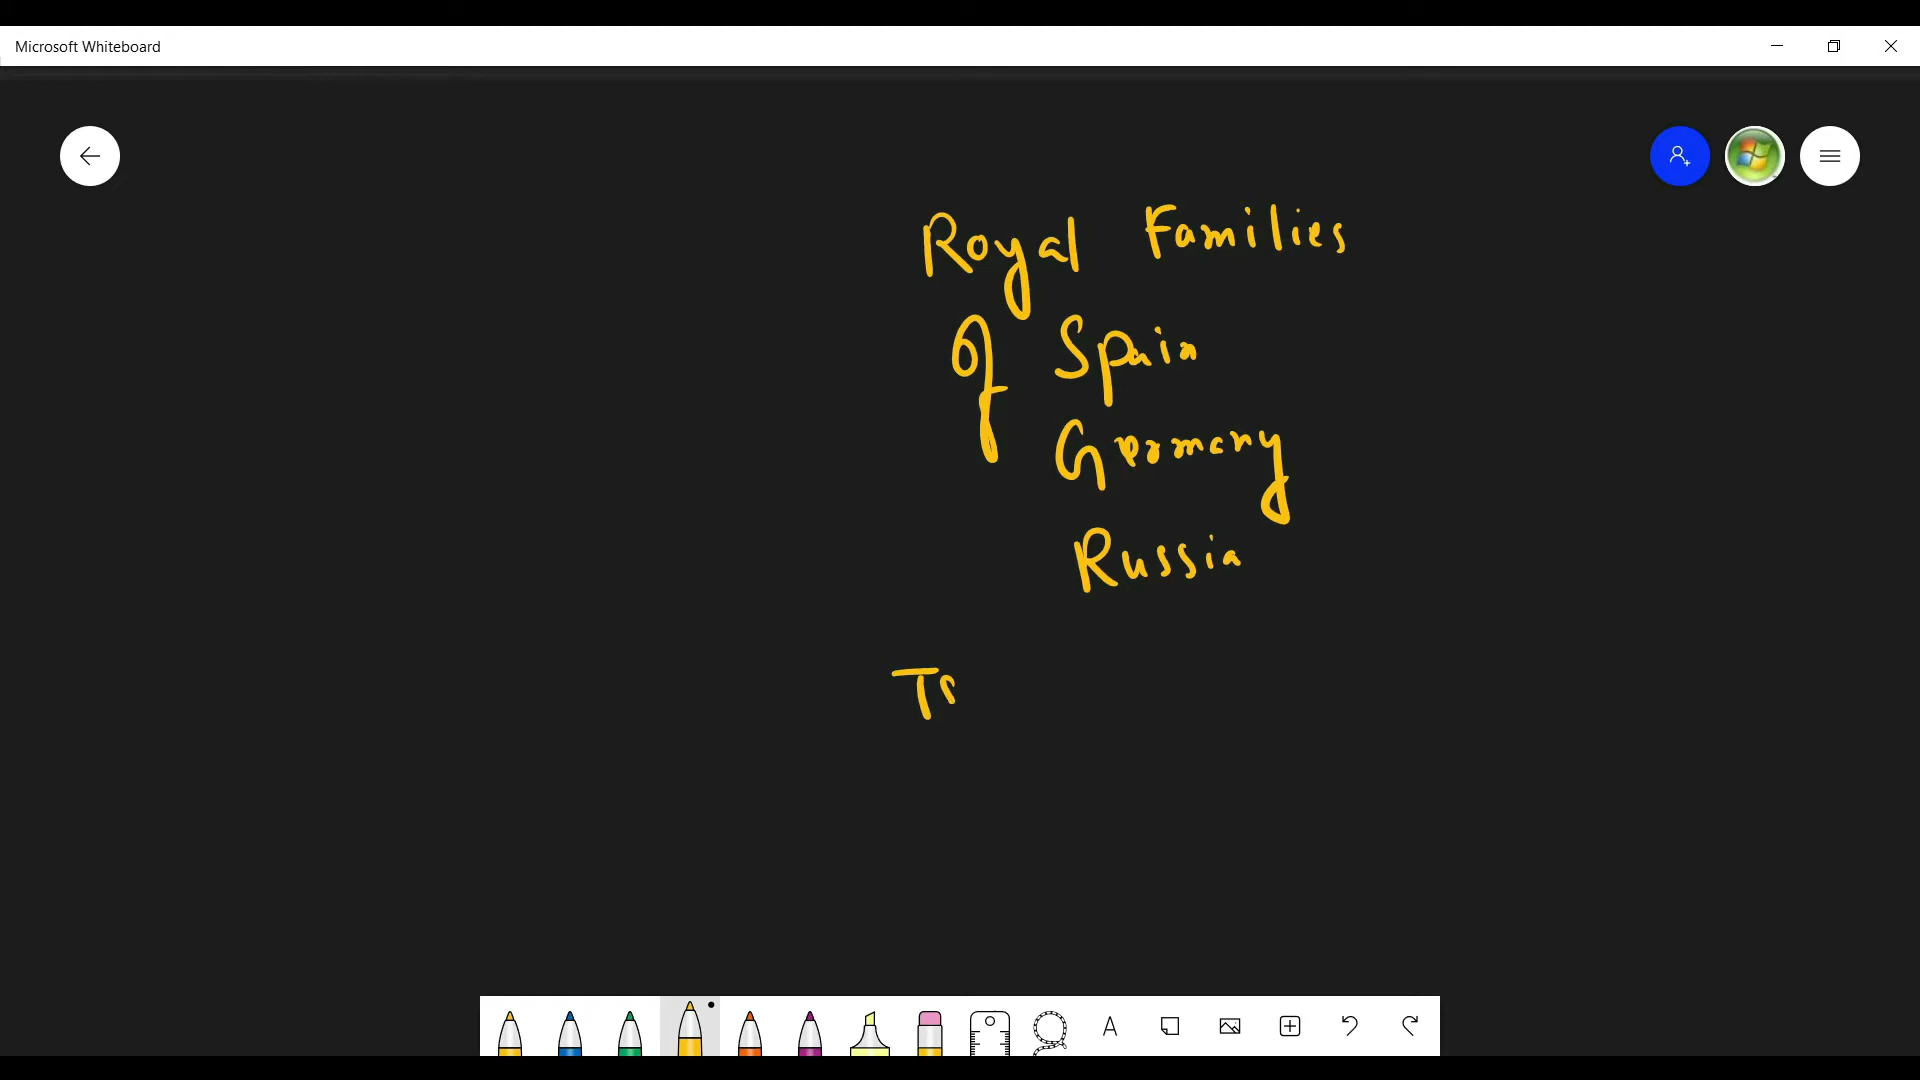 Microsoft Whiteboard
Royal Families
Of Spain
Germany
Russia